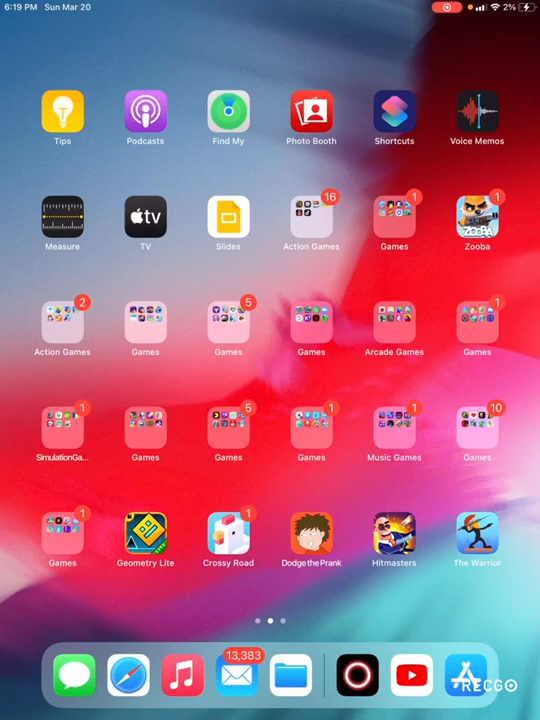 6:19 PM Sun Mar 20
2%
Tips Podcasts Find My Photo Booth Shortcuts Voice Memos
tv
16 1 1
ZOOBA
Measure TV Slides Action Games Games Zooba
2 5 1
Action Games Games Games Games Arcade Games Games
1 5 1 1 10
SimulationGa... Games Games Games Music Games Games
1 1
Games Geometry Lite Crossy Road DodgethePrank Hitmasters The Warrior
13,383
RECGO